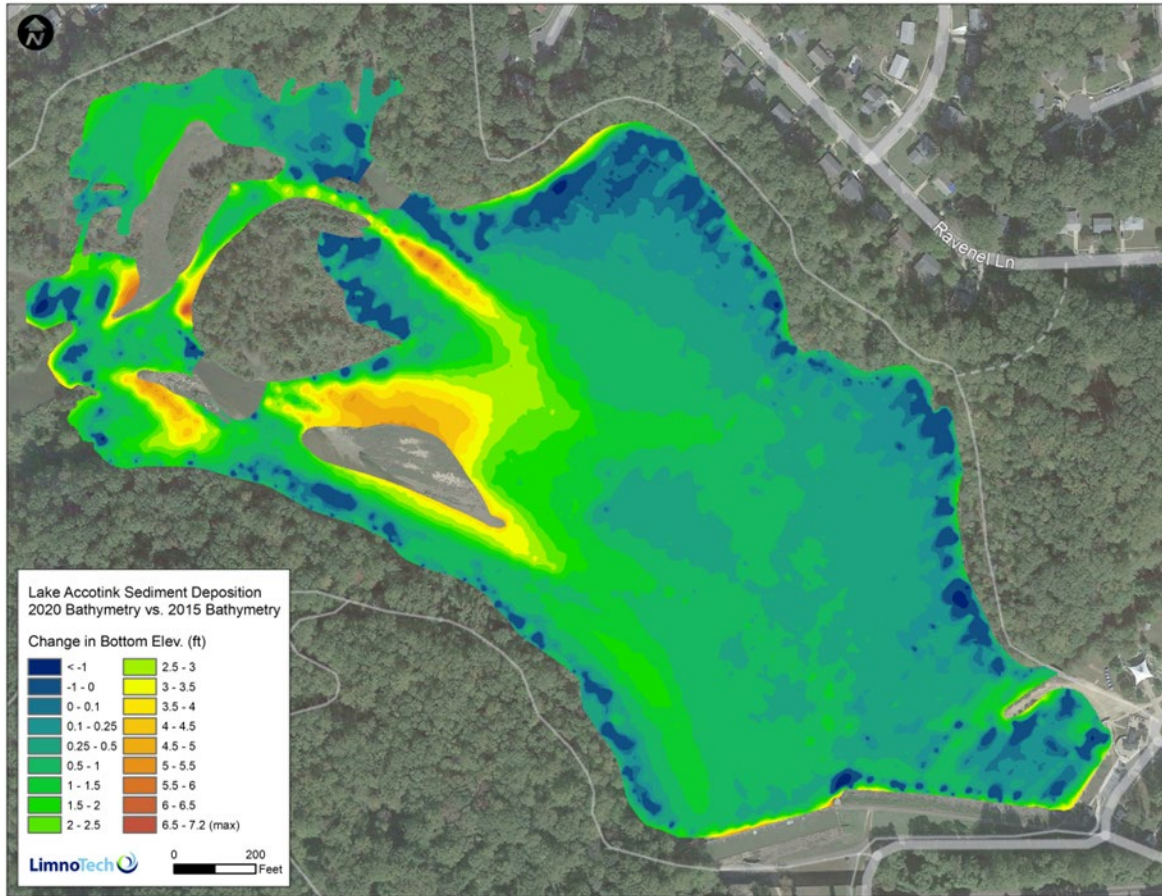 N
Ravenel Ln
Lake Accotink Sediment Deposition
2020 Bathymetry vs. 2015 Bathymetry
Change in Bottom Elev. (ft)
< -1
-1 - 0
0 - 0.1
0.1 - 0.25
0.25 - 0.5
0.5 - 1
1 - 1.5
1.5 - 2
2 - 2.5
2.5 - 3
3 - 3.5
3.5 - 4
4 - 4.5
4.5 - 5
5 - 5.5
5.5 - 6
6 - 6.5
6.5 - 7.2 (max)
LimnoTech
0 200
Feet